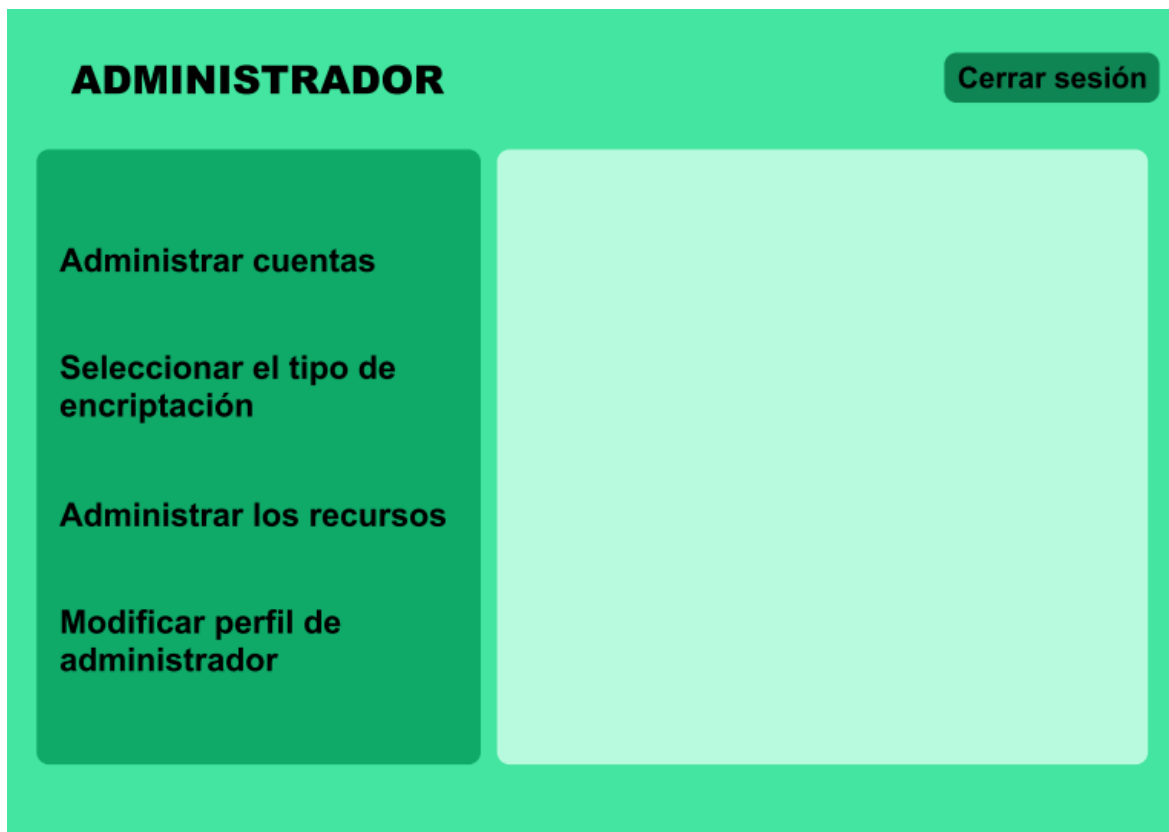 ADMINISTRADOR
Cerrar sesión
Administrar cuentas
Seleccionar el tipo de
encriptación
Administrar los recursos
Modificar perfil de
administrador